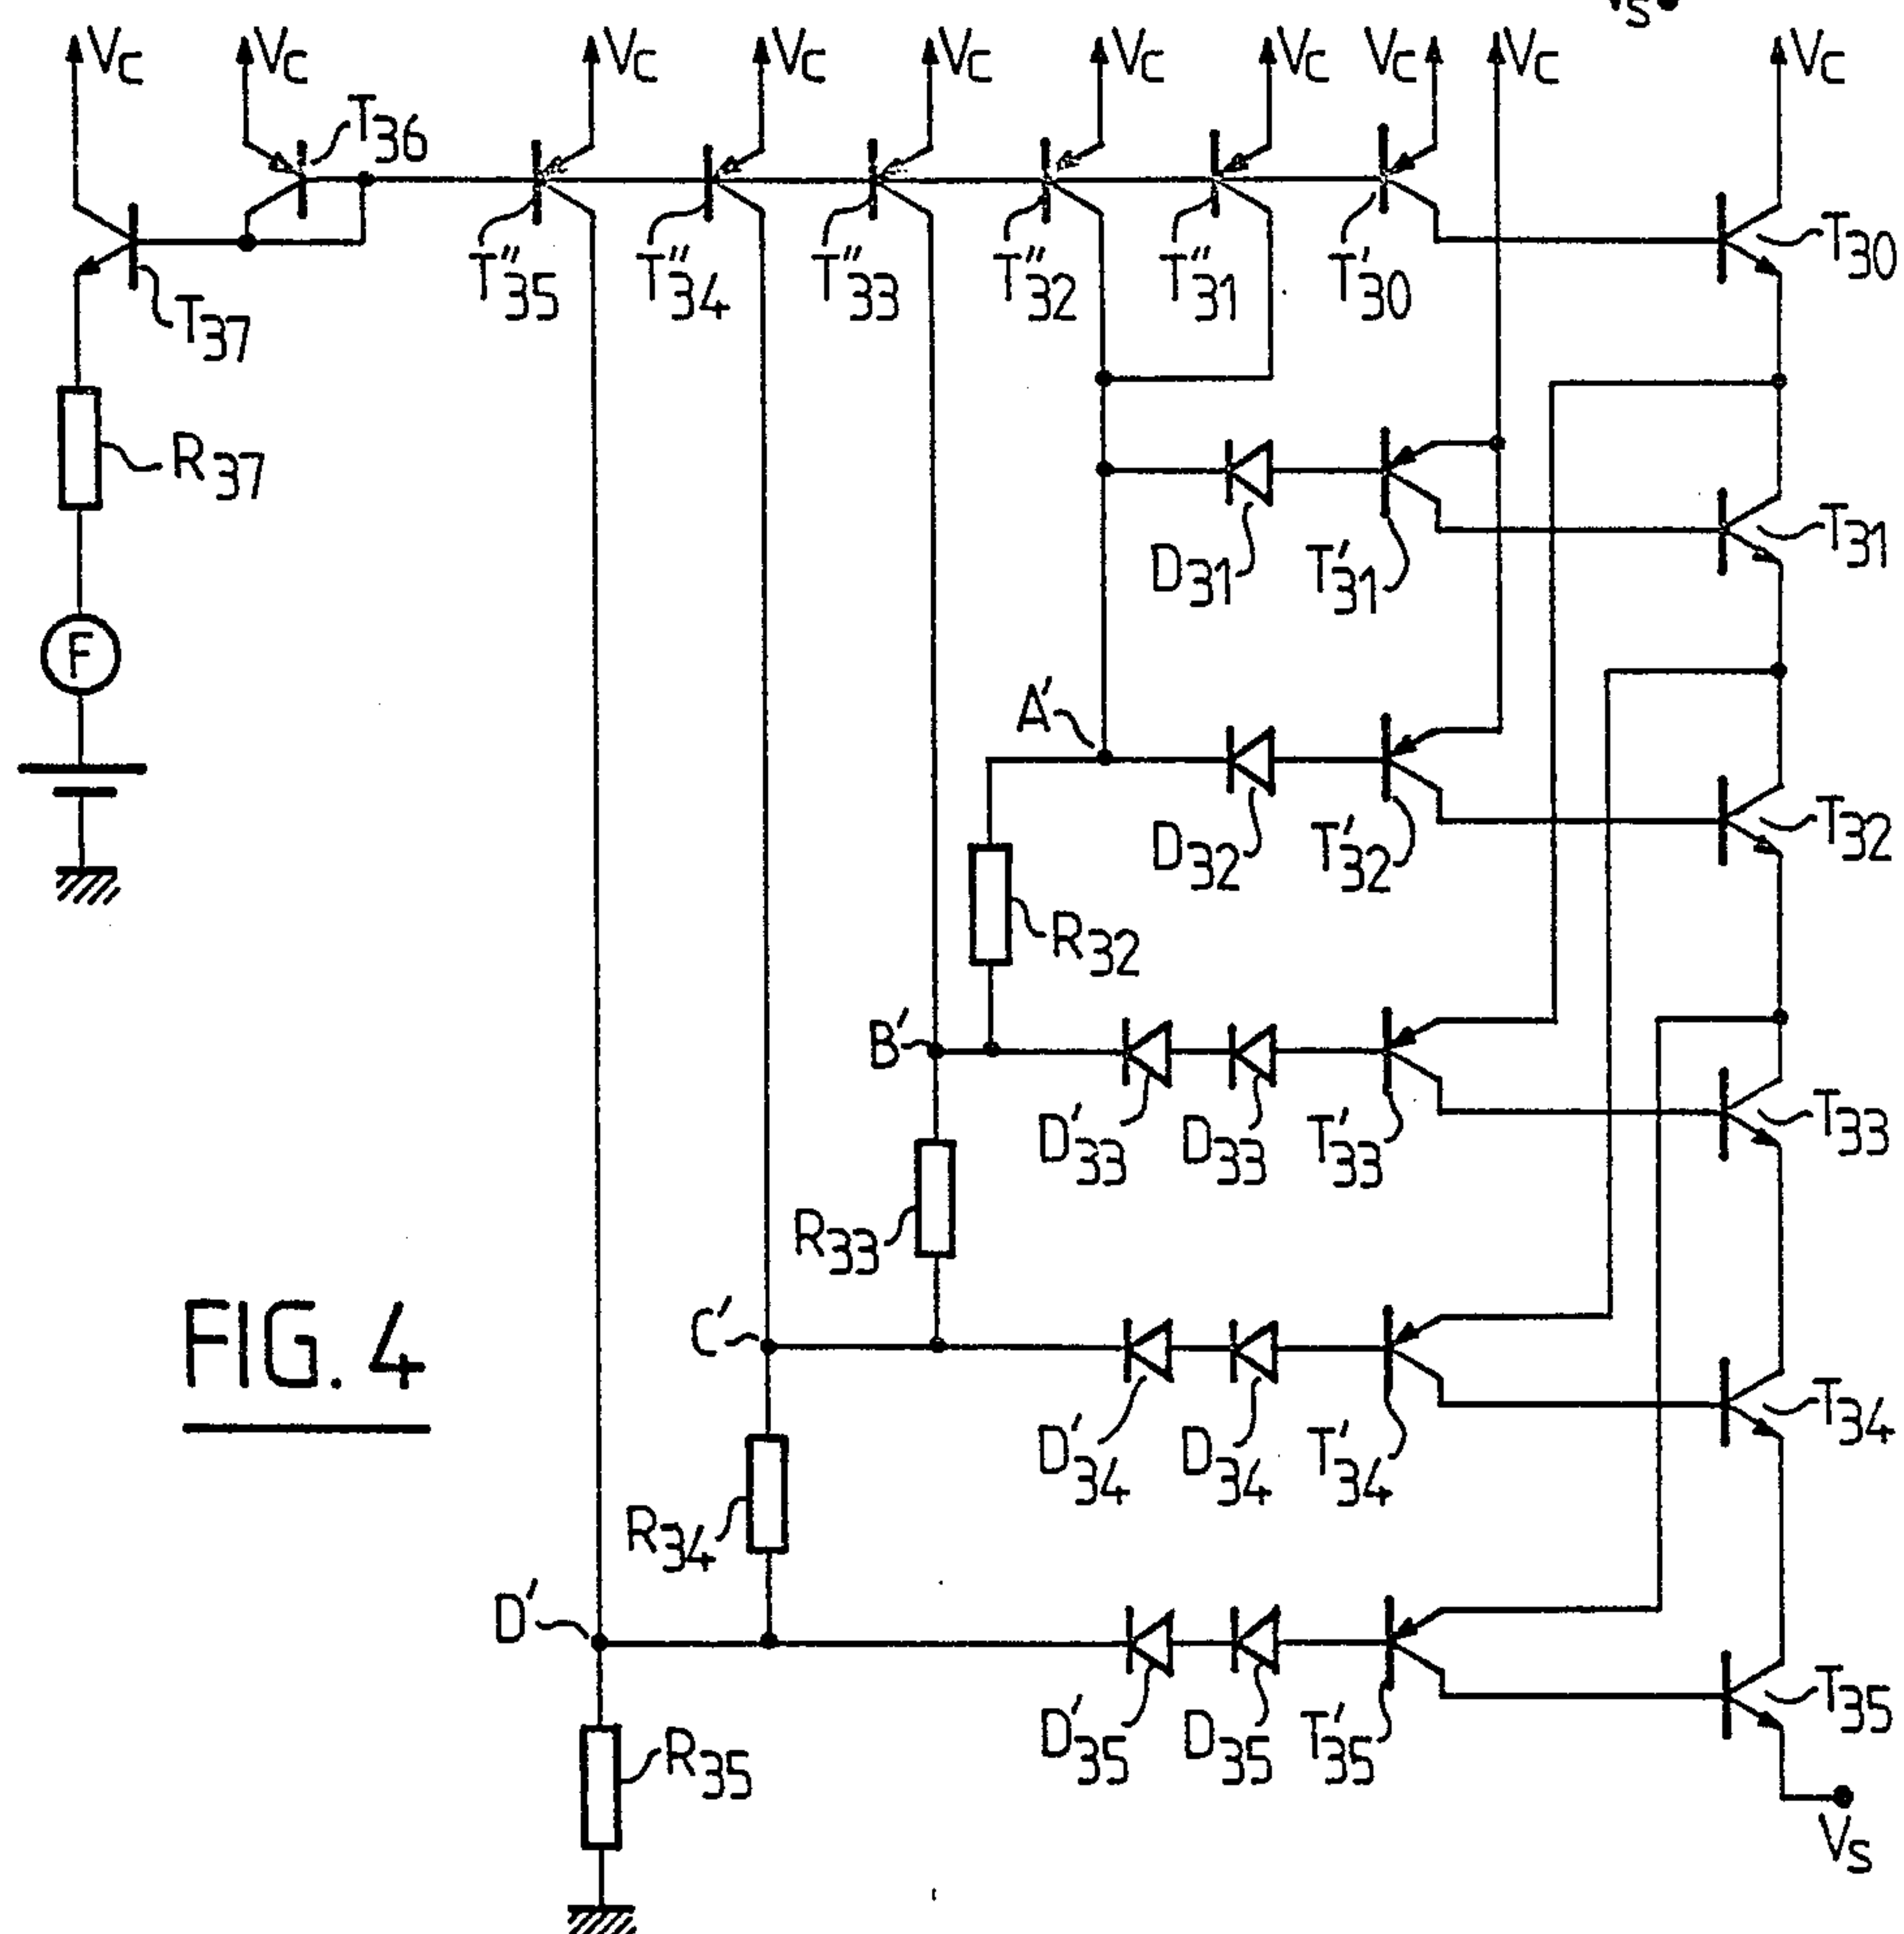 Vs
Vc Vc Vc Vc Vc Vc Vc Vc Vc Vc
T36
T37 T"35 T"34 T"33 T"32 T"31 T'30 T30
R37
D31 T'31 T31
F
A'
D32 T'32 T32
R32
B'
D'33 D33 T'33 T33
R33
C'
D'34 D34 T'34 T34
FIG. 4
R34
D'
D'35 D35 T'35 T35
R35
Vs